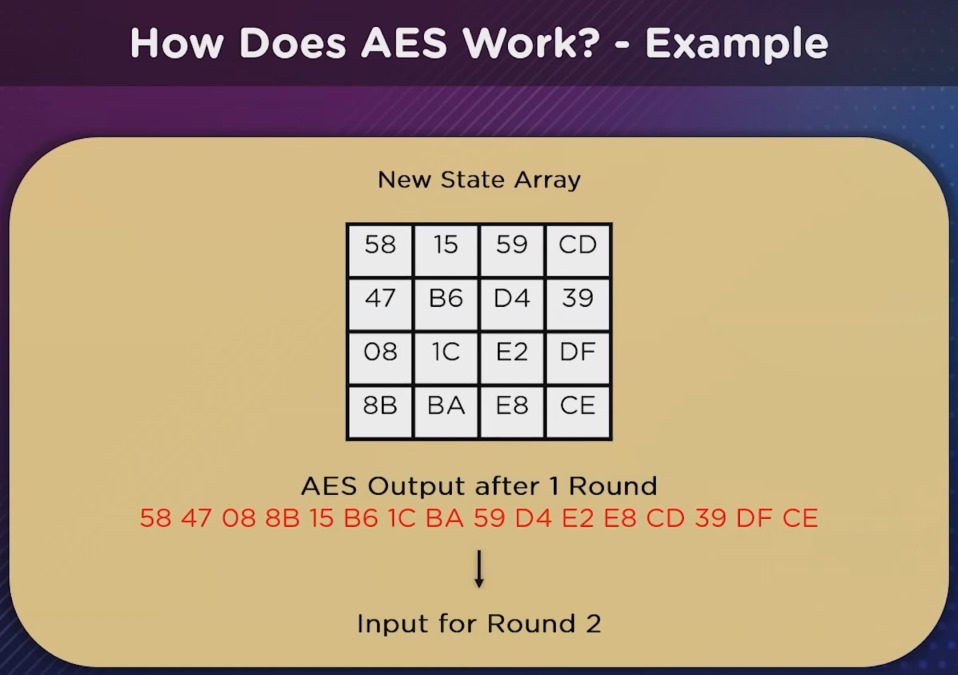 How Does AES Work? - Example
New State Array
58 15 59 CD
47 B6 D4 39
08 1C E2 DF
8B BA E8 CE
AES Output after 1 Round
58 47 08 8B 15 B6 1C BA 59 D4 E2 E8 CD 39 DF CE
Input for Round 2